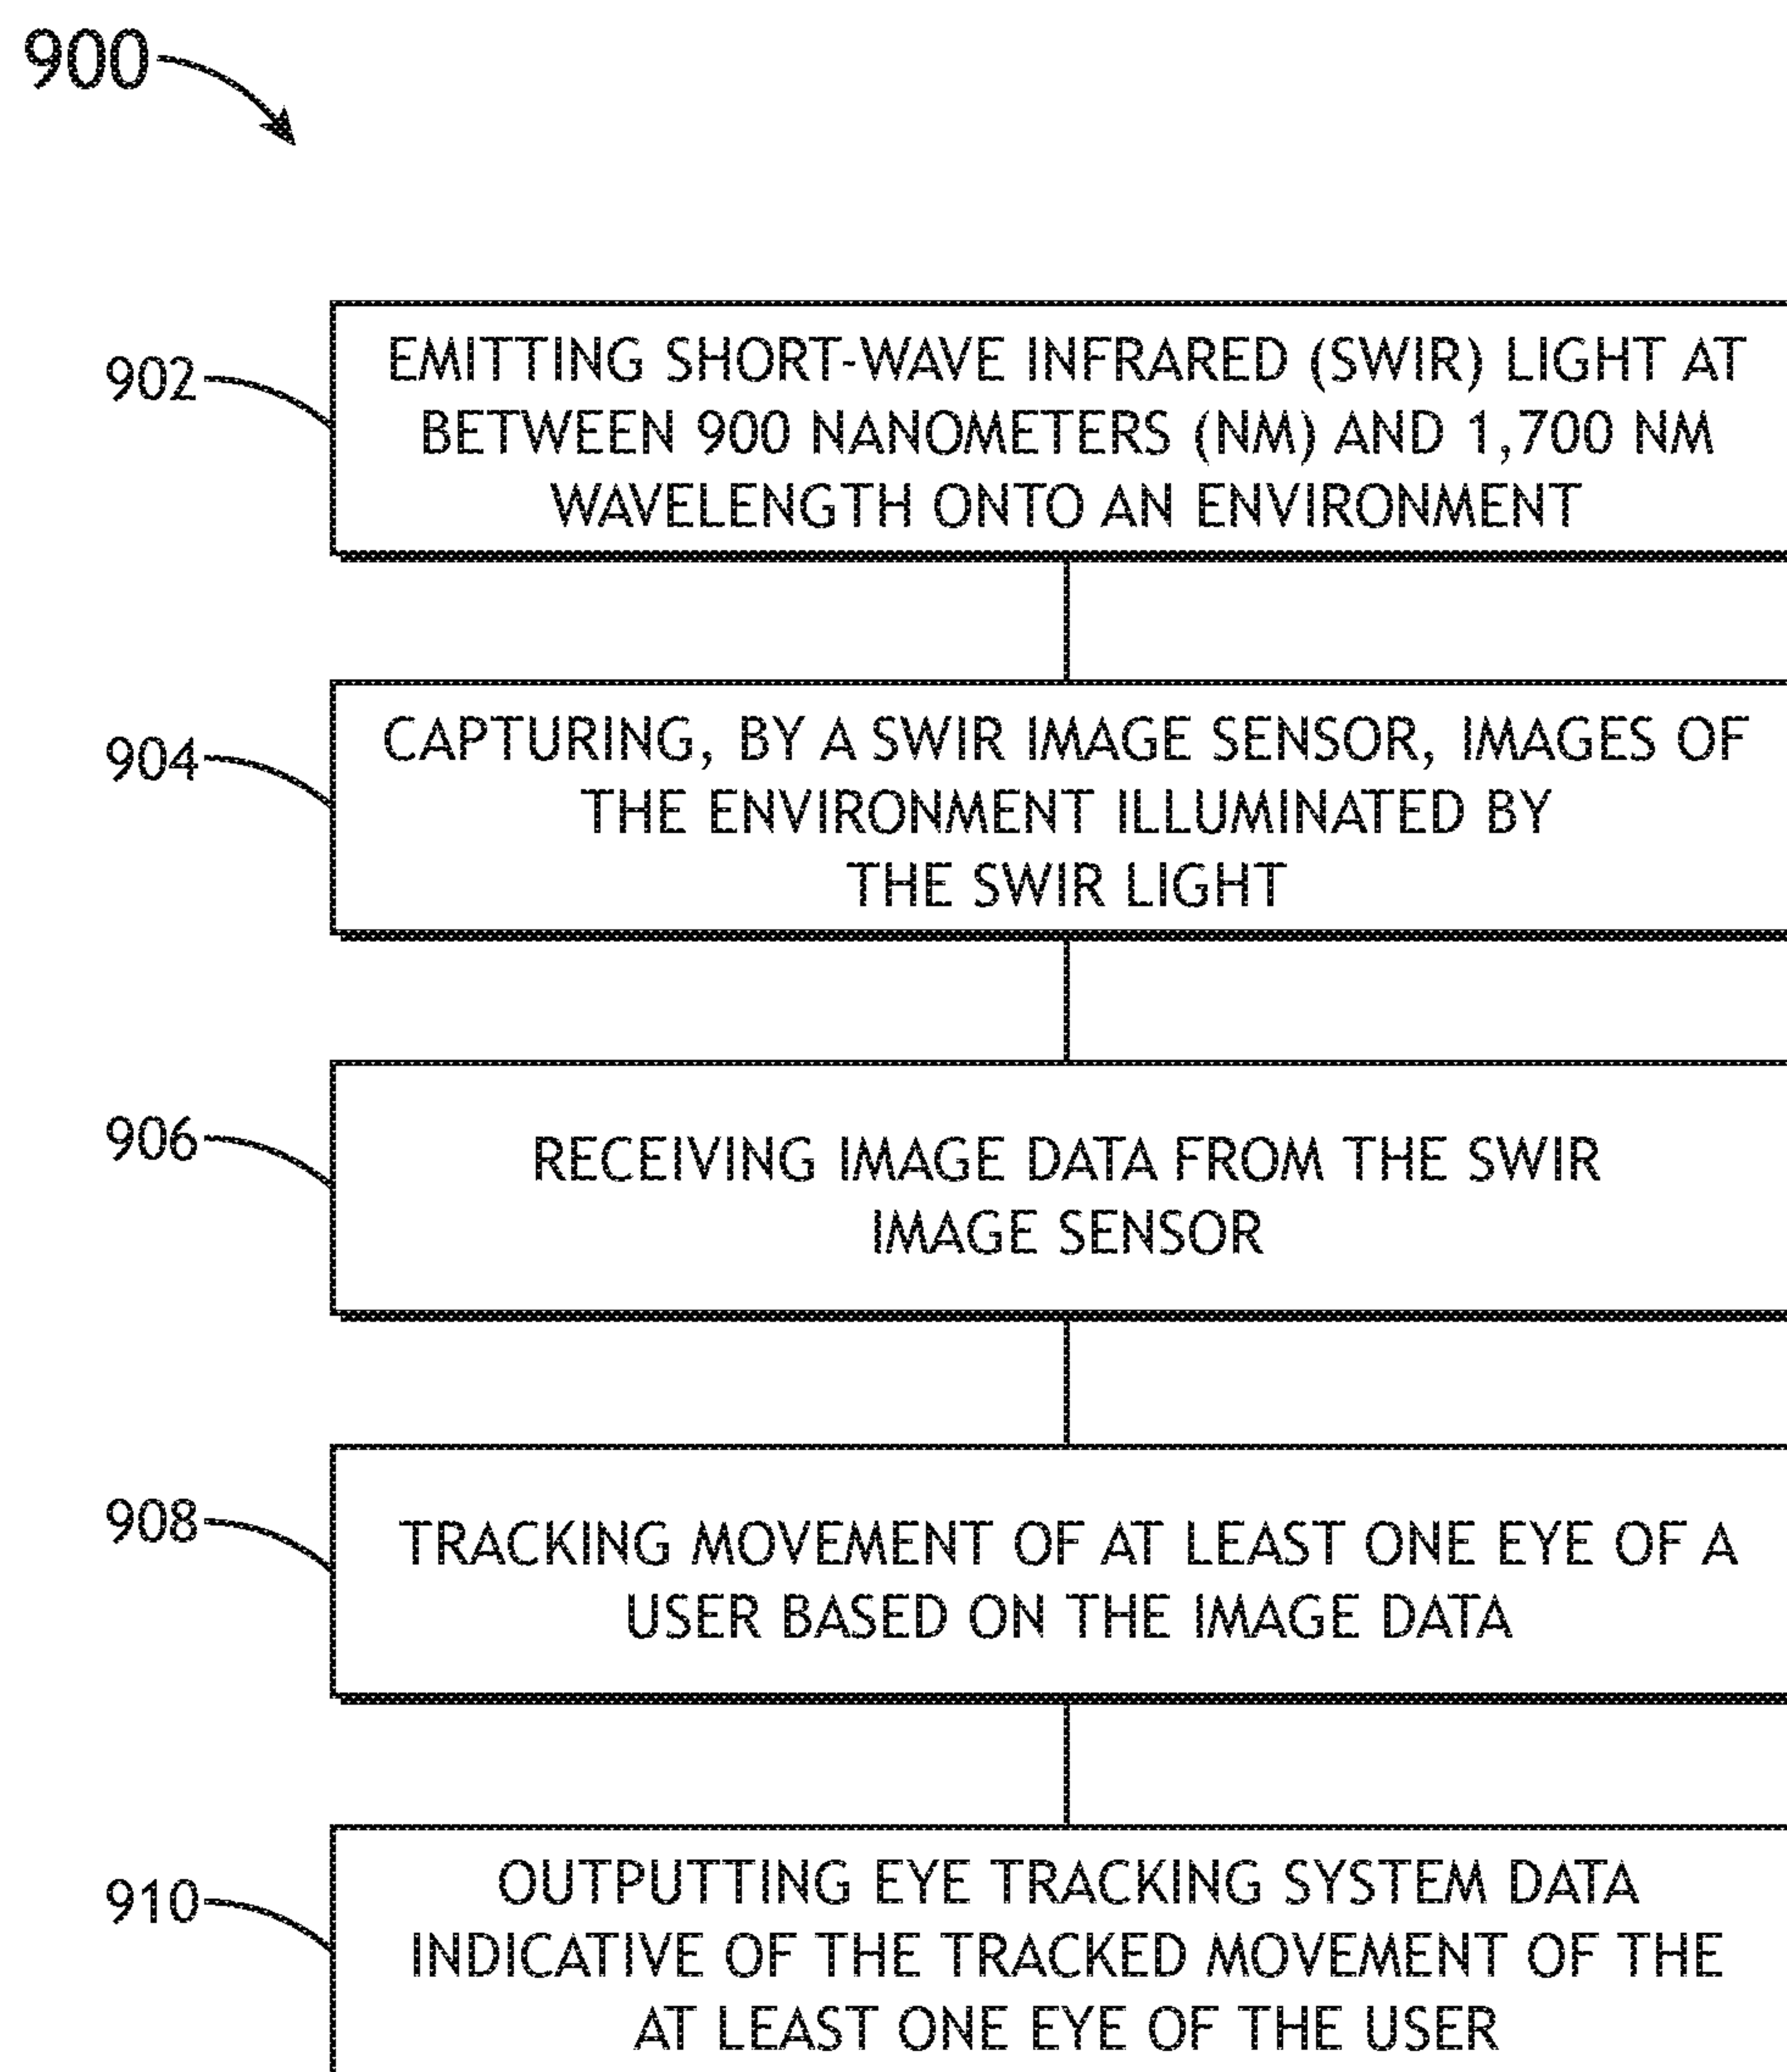 900
902
EMITTING SHORT-WAVE INFRARED (SWIR) LIGHT AT
BETWEEN 900 NANOMETERS (NM) AND 1,700 NM
WAVELENGTH ONTO AN ENVIRONMENT
904
CAPTURING, BY A SWIR IMAGE SENSOR, IMAGES OF
THE ENVIRONMENT ILLUMINATED BY
THE SWIR LIGHT
906
RECEIVING IMAGE DATA FROM THE SWIR
IMAGE SENSOR
908
TRACKING MOVEMENT OF AT LEAST ONE EYE OF A
USER BASED ON THE IMAGE DATA
910
OUTPUTTING EYE TRACKING SYSTEM DATA
INDICATIVE OF THE TRACKED MOVEMENT OF THE
AT LEAST ONE EYE OF THE USER